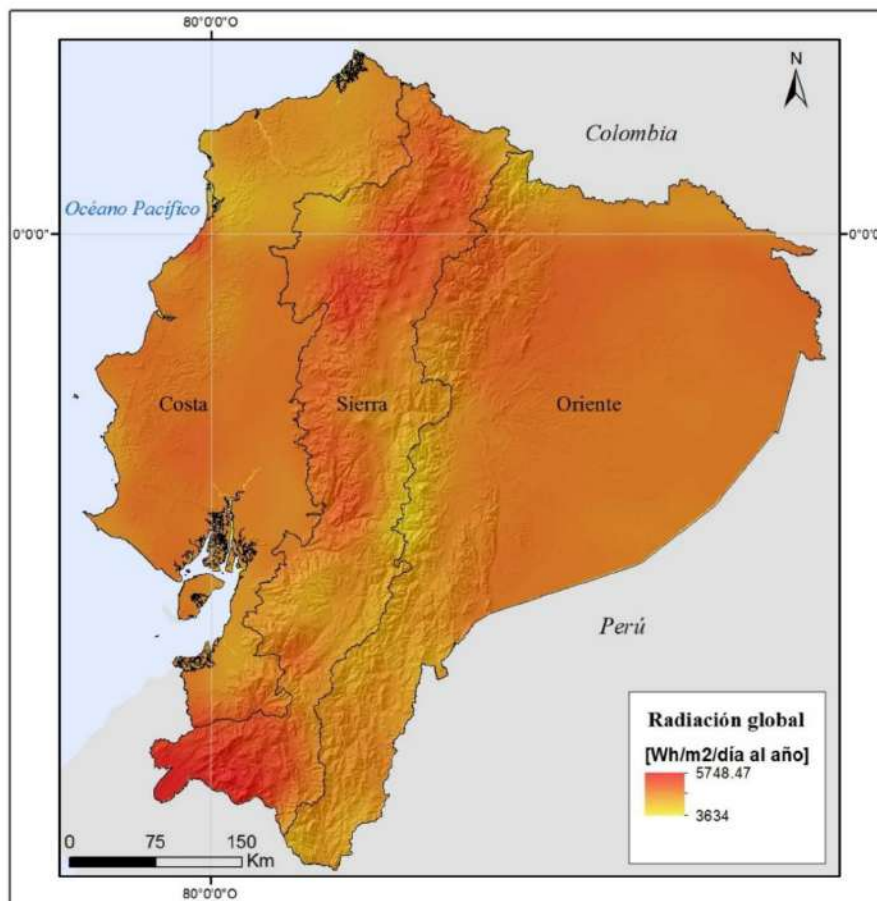 80°0'0"O
N
Colombia
Océano Pacífico
0°0'0"
0°0'0
Costa
Sierra
Oriente
Perú
Radiación global
[Wh/m2/día al año]
5748.47
3634
0 75 150
Km
80°0'0"O